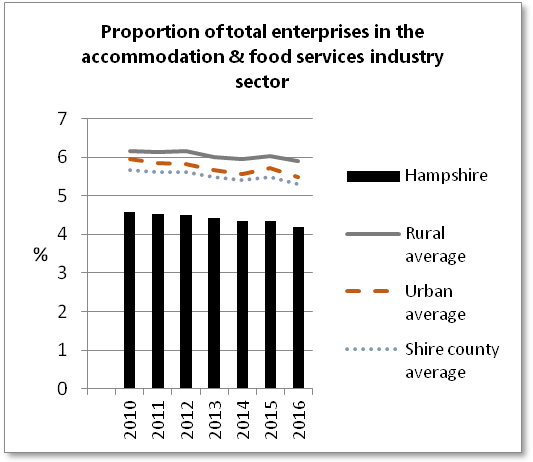 Proportion of total enterprises in the
accommodation & food services industry
sector
7
6
5
4
3
2
1
0
%
2010
2011
2012
2013
2014
2015
2016
Hampshire
Rural
average
Urban
average
Shire county
average